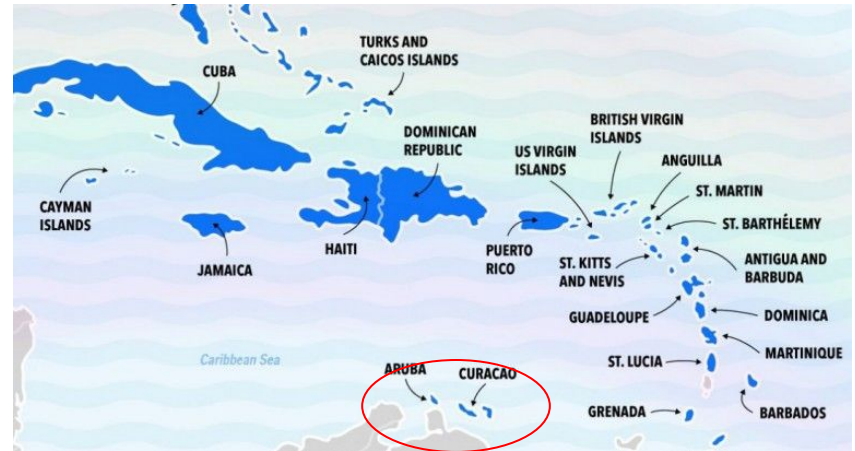 TURKS AND
CAICOS ISLANDS
CUBA
BRITISH VIRGIN
ISLANDS
DOMINICAN
REPUBLIC
US VIRGIN
ISLANDS
ANGUILLA
ST. MARTIN
CAYMAN
ISLANDS
ST. BARTHÉLEMY
HAITI
PUERTO
RICO
JAMAICA
ST. KITTS
AND NEVIS
ANTIGUA AND
BARBUDA
GUADELOUPE
DOMINICA
MARTINIQUE
Caribbean Sea
ST. LUCIA
ARUBA
CURACAO
GRENADA
BARBADOS